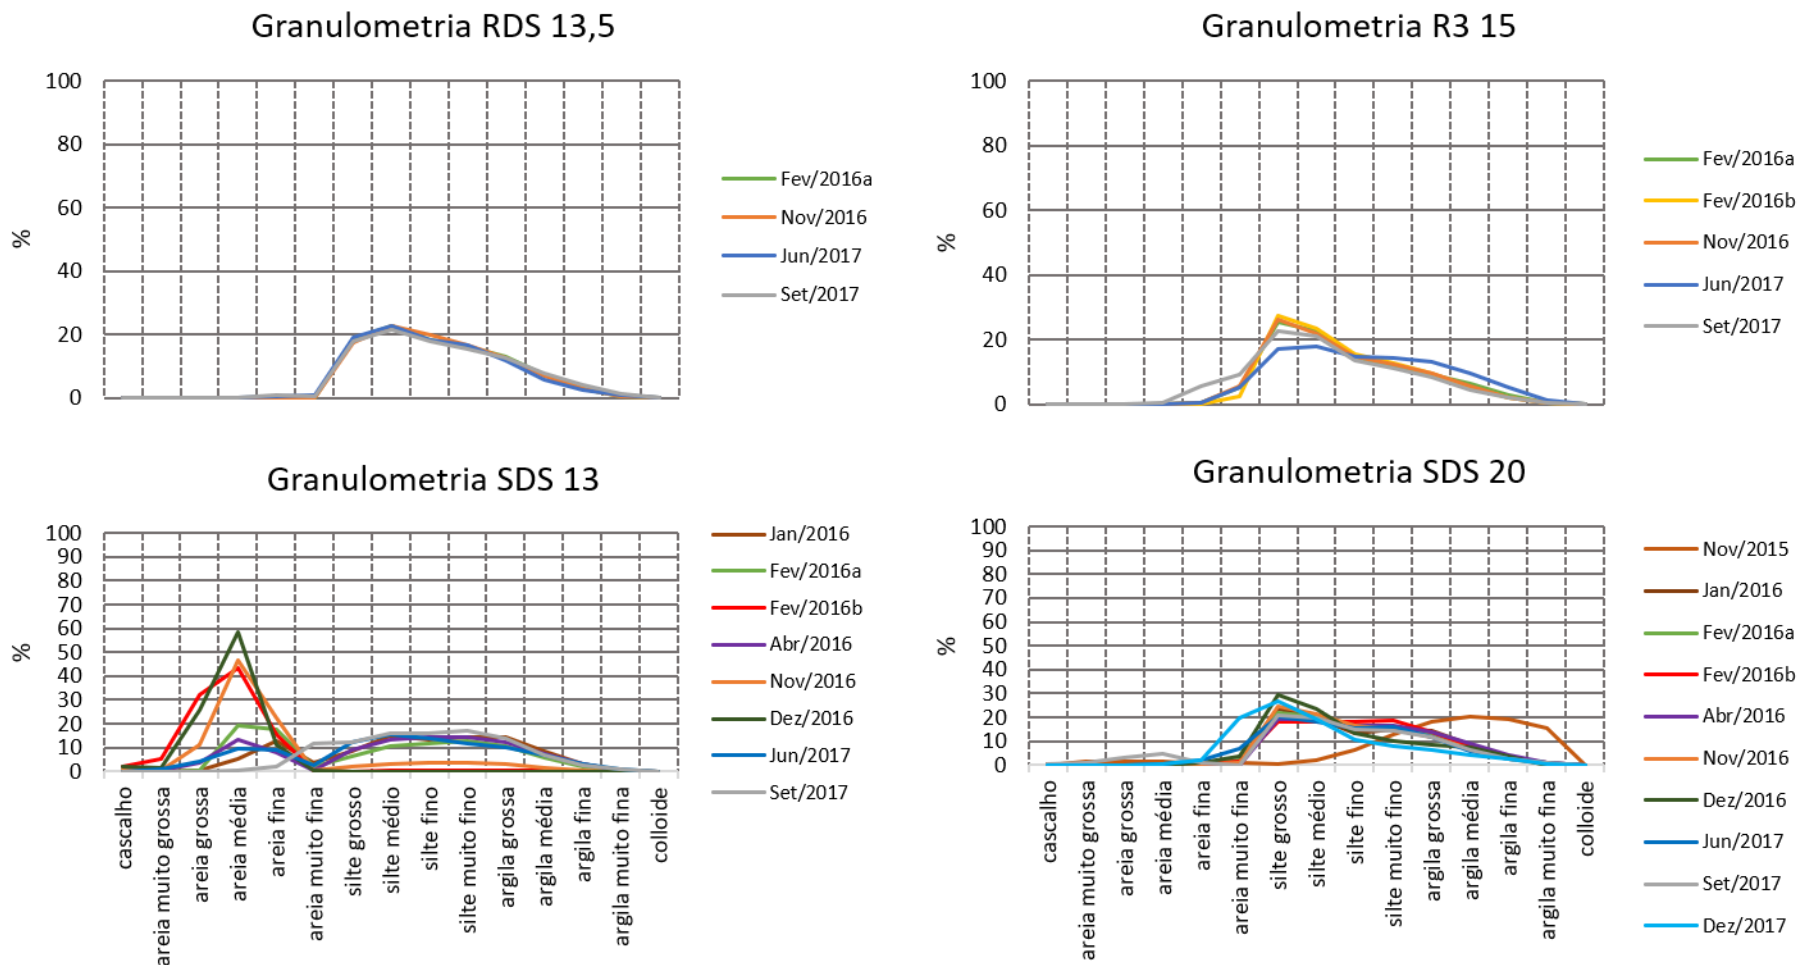 Granulometria RDS 13,5
100
80
60
40
20
0
%
Fev/2016a
Nov/2016
Jun/2017
Set/2017
Granulometria R3 15
100
80
60
40
20
0
%
Fev/2016a
Fev/2016b
Nov/2016
Jun/2017
Set/2017
Granulometria SDS 13
100
90
80
70
60
50
40
30
20
10
0
%
cascalho
areia muito grossa
areia grossa
areia média
areia fina
areia muito fina
silte grosso
silte médio
silte fino
silte muito fino
argila grossa
argila média
argila fina
argila muito fina
colloide
Jan/2016
Fev/2016a
Fev/2016b
Abr/2016
Nov/2016
Dez/2016
Jun/2017
Set/2017
Granulometria SDS 20
100
90
80
70
60
50
40
30
20
10
0
%
cascalho
areia muito grossa
areia grossa
areia média
areia fina
areia muito fina
silte grosso
silte médio
silte fino
silte muito fino
argila grossa
argila média
argila fina
argila muito fina
colloide
Nov/2015
Jan/2016
Fev/2016a
Fev/2016b
Abr/2016
Nov/2016
Dez/2016
Jun/2017
Set/2017
Dez/2017